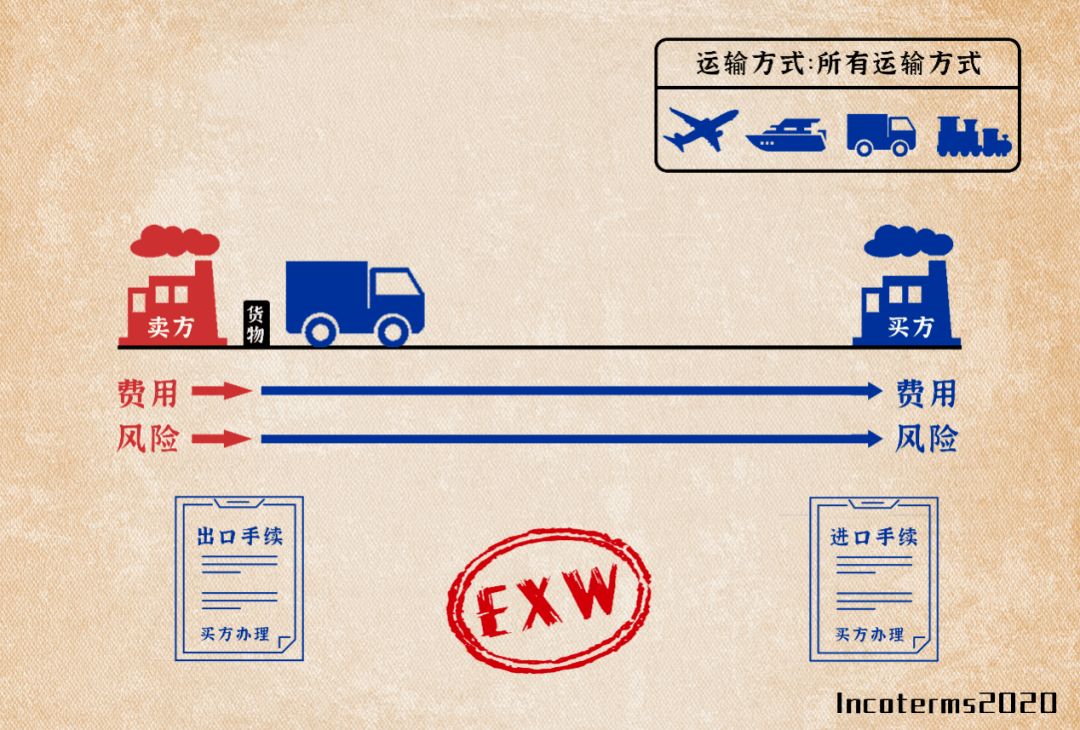 运输方式:所有运输方式
卖方
货物
买方
费用
费用
风险
风险
出口手续
买方办理
EXW
进口手续
买方办理
Incoterms2020